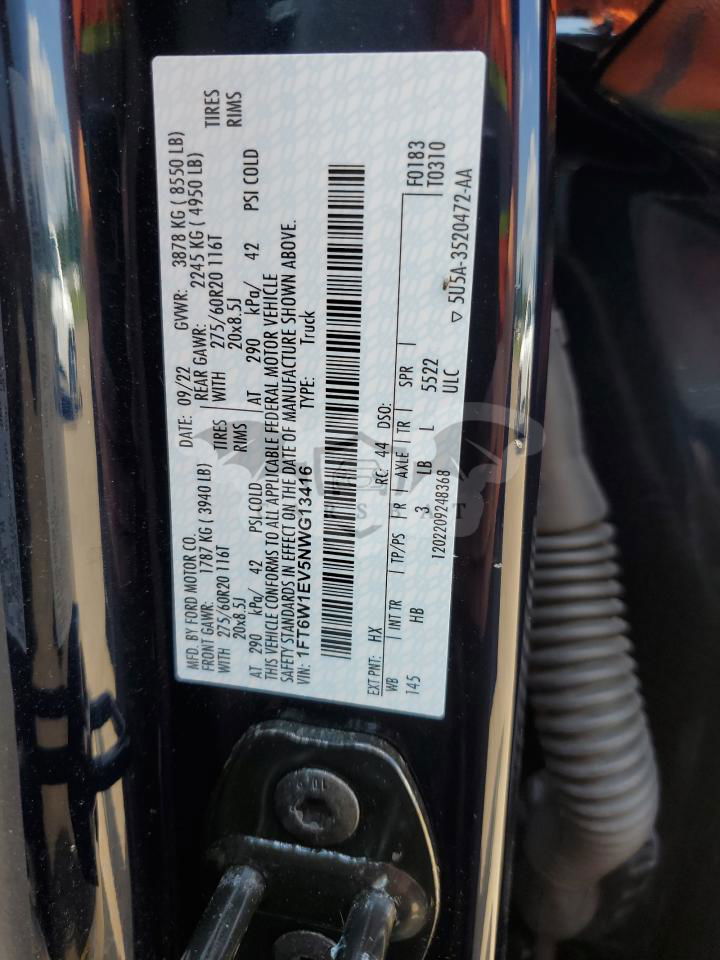 MFD. BY FORD MOTOR CO. DATE: 09/22 GVWR: 3878 KG ( 8550 LB)
FRONT GAWR: 1787 KG ( 3940 LB) REAR GAWR: 2245 KG ( 4950 LB)
WITH 275/60R20 116T TIRES WITH 275/60R20 116T TIRES
20x8.5J RIMS 20x8.5J RIMS
AT 290 kPa/ 42 PSI COLD AT 290 kPa/ 42 PSI COLD
THIS VEHICLE CONFORMS TO ALL APPLICABLE FEDERAL MOTOR VEHICLE
SAFETY STANDARDS IN EFFECT ON THE DATE OF MANUFACTURE SHOWN ABOVE.
VIN: 1FT6W1EV5NWG13416 TYPE: Truck
EXT PNT: HX RC: 44 DSO: F0183
WB INT TR TP/PS R AXLE TR SPR T0310
145 HB 3 LB L 5522
ULC
1202209248368 ▽ 5U5A-3520472-AA